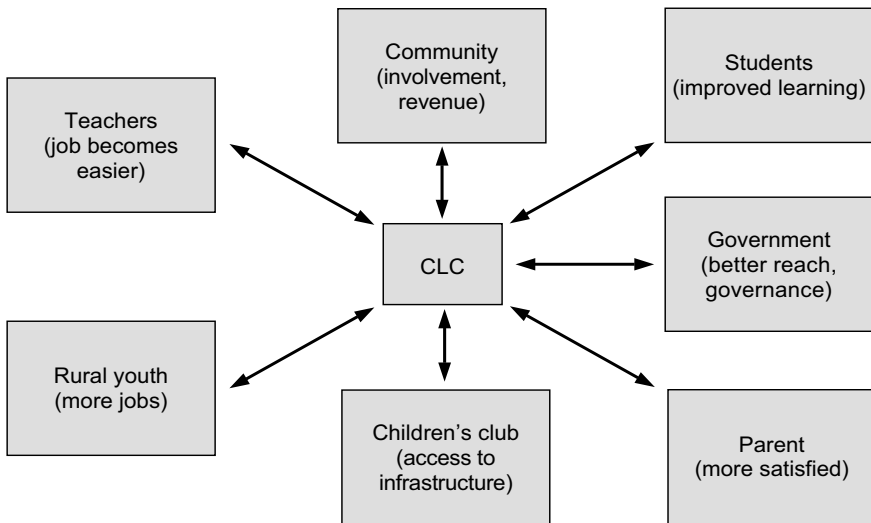 Community
(involvement,
revenue)
Students
(improved learning)
Teachers
(job becomes
easier)
CLC
Government
(better reach,
governance)
Rural youth
(more jobs)
Children’s club
(access to
infrastructure)
Parent
(more satisfied)